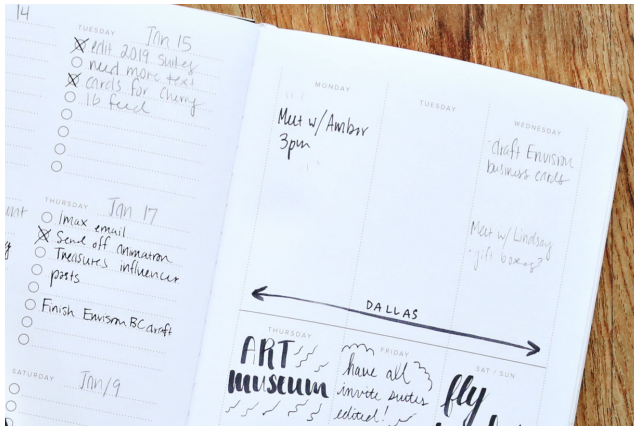 14
TUESDAY Jan 15
edit 2019 suites
need more text
cards for Cherry
THURSDAY Jan 17
Imax email
Send off animation
Treasures influencer
posts
Finish Envision BC draft
SATURDAY Jan 19
MONDAY
Meet w/ Amber
3pm
TUESDAY
WEDNESDAY
draft Envision
business cards
Meet w/ Lindsay
gift boxes?
DALLAS
THURSDAY
ART
museum
FRIDAY
have all
invite suites
edited!
SAT / SUN
fly